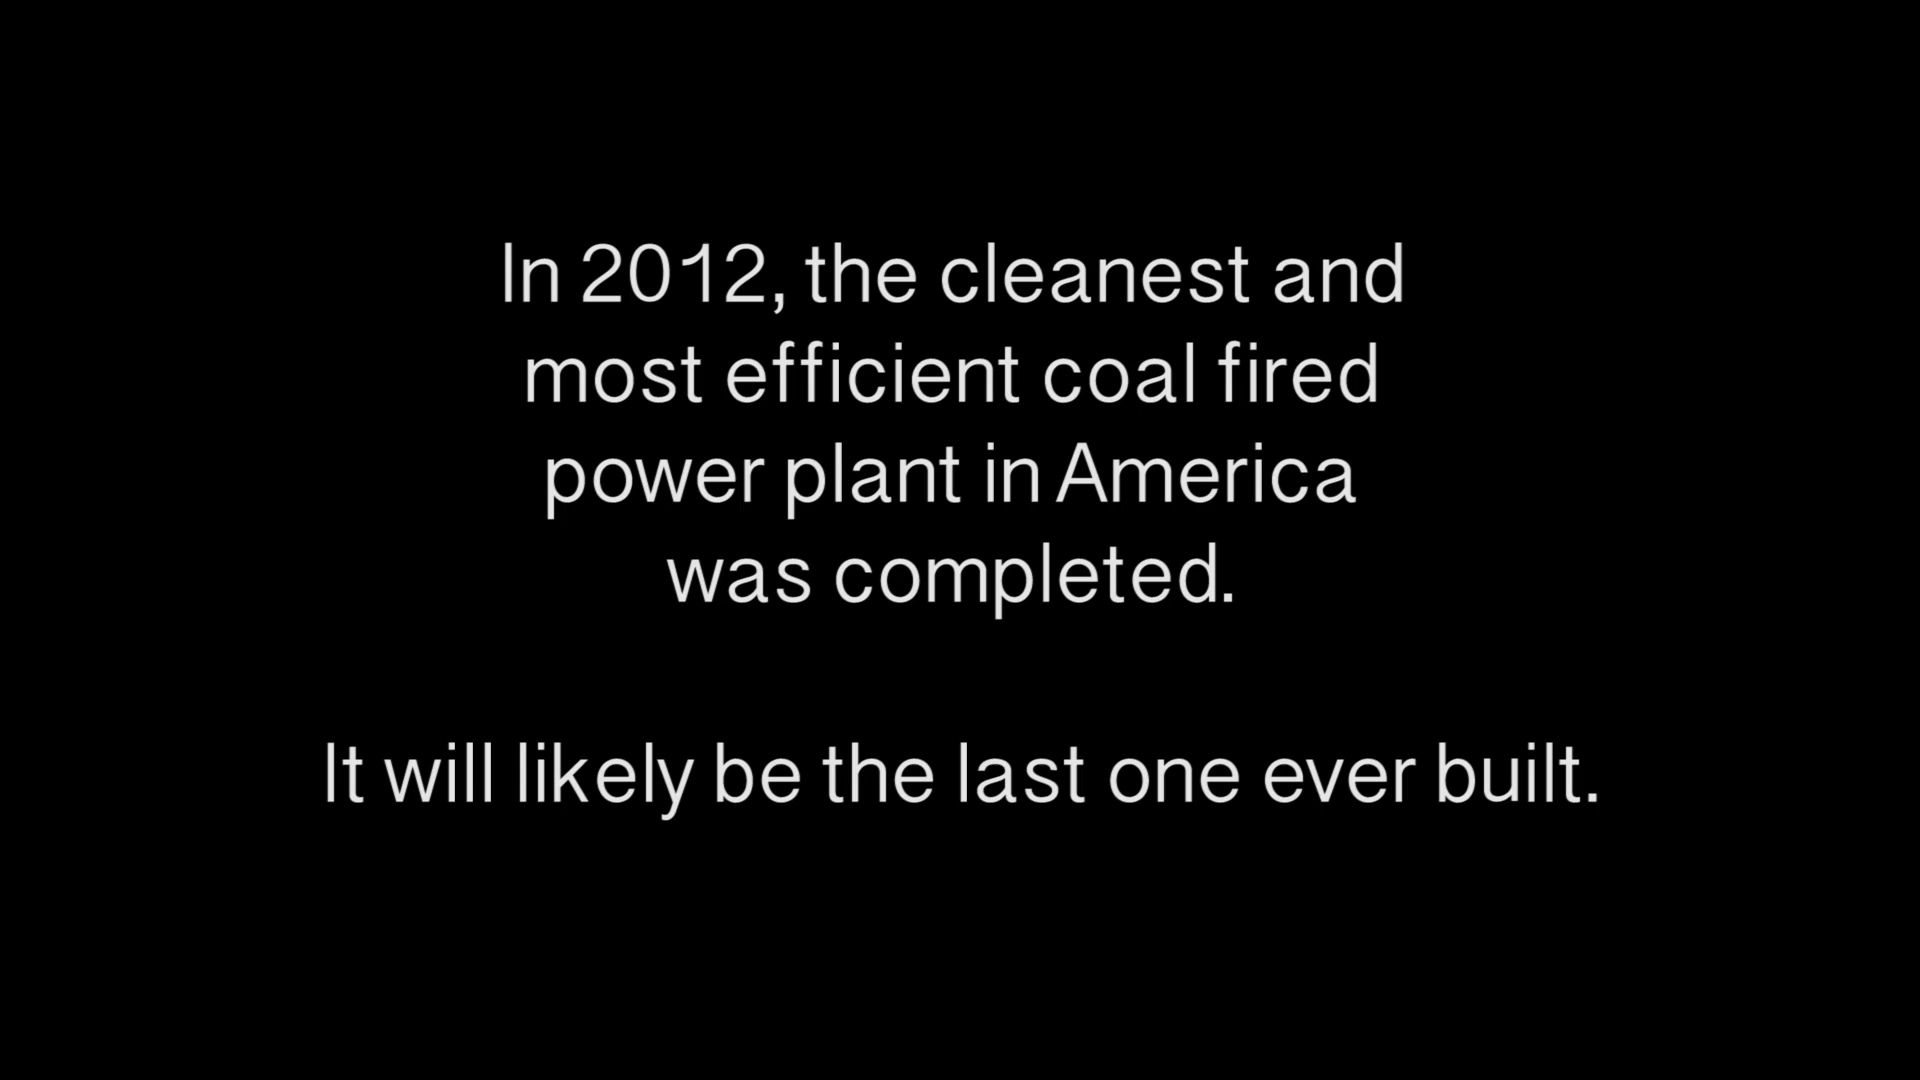 In 2012, the cleanest and
most efficient coal fired
power plant in America
was completed.
It will likely be the last one ever built.